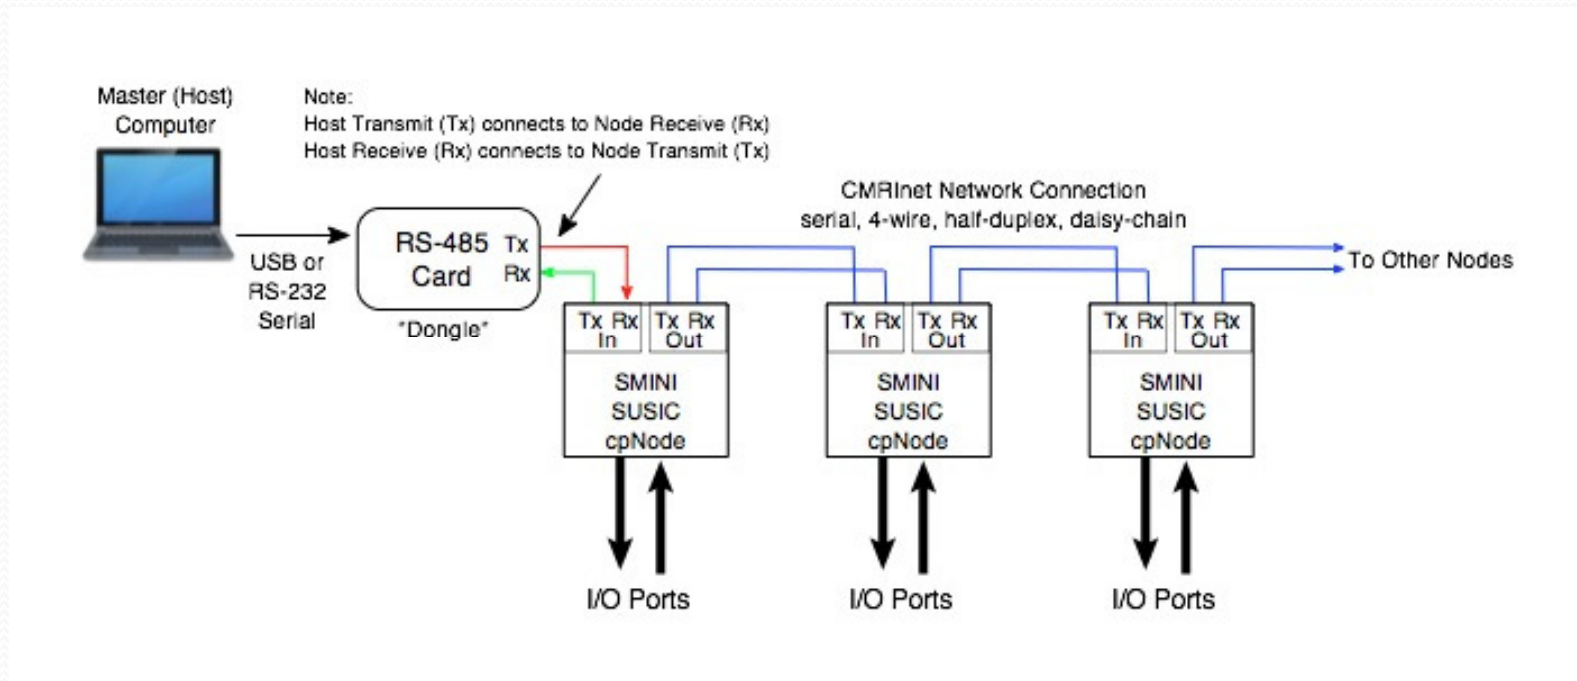 Master (Host)
Computer
Note:
Host Transmit (Tx) connects to Node Receive (Rx)
Host Receive (Rx) connects to Node Transmit (Tx)
CMRInet Network Connection
serial, 4-wire, half-duplex, daisy-chain
RS-485 Tx
Card Rx
"Dongle"
USB or
RS-232
Serial
To Other Nodes
Tx Rx
In
Tx Rx
Out
SMINI
SUSIC
cpNode
I/O Ports
Tx Rx
In
Tx Rx
Out
SMINI
SUSIC
cpNode
I/O Ports
Tx Rx
In
Tx Rx
Out
SMINI
SUSIC
cpNode
I/O Ports